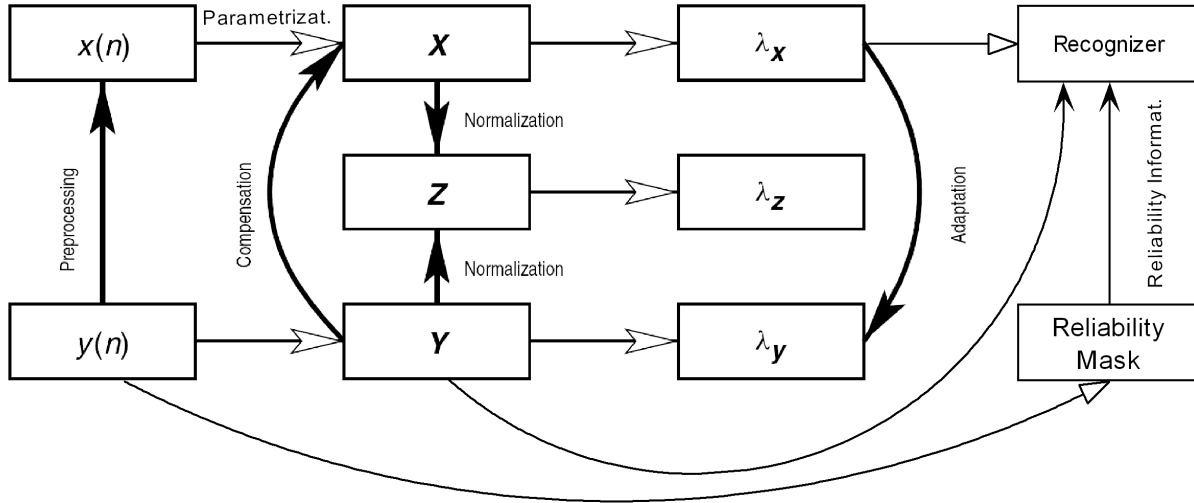 Parametrizat.
x(n)
X
λx
Recognizer
Normalization
Preprocessing
Compensation
Z
λz
Adaptation
Reliability Informat.
Normalization
y(n)
Y
λy
Reliability
Mask